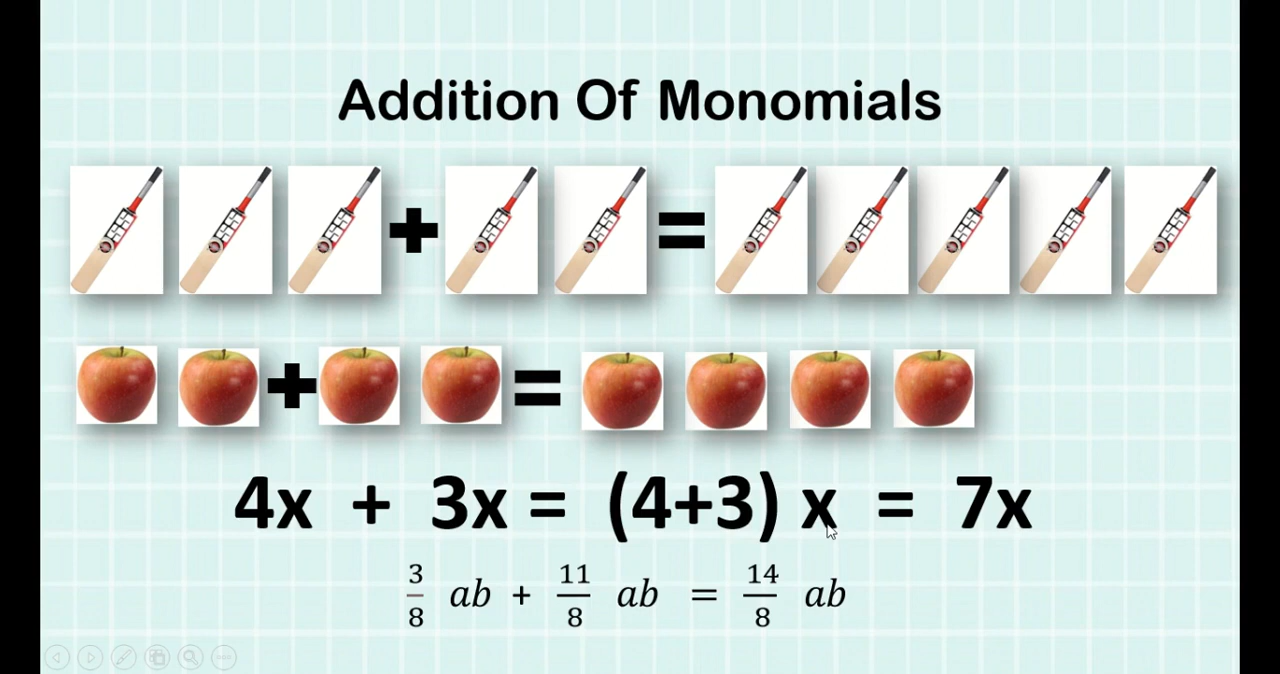 Addition Of Monomials
+ =
+ =
4x + 3x = (4+3) x = 7x
3/8 ab + 11/8 ab = 14/8 ab